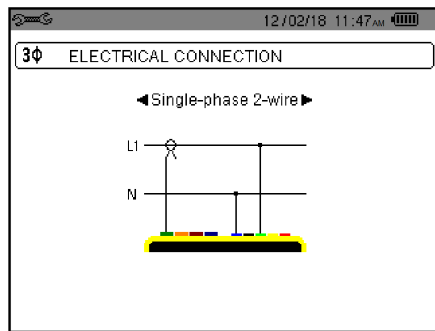 12/02/18 11:47AM
3Φ ELECTRICAL CONNECTION
◄Single-phase 2-wire►
L1
N